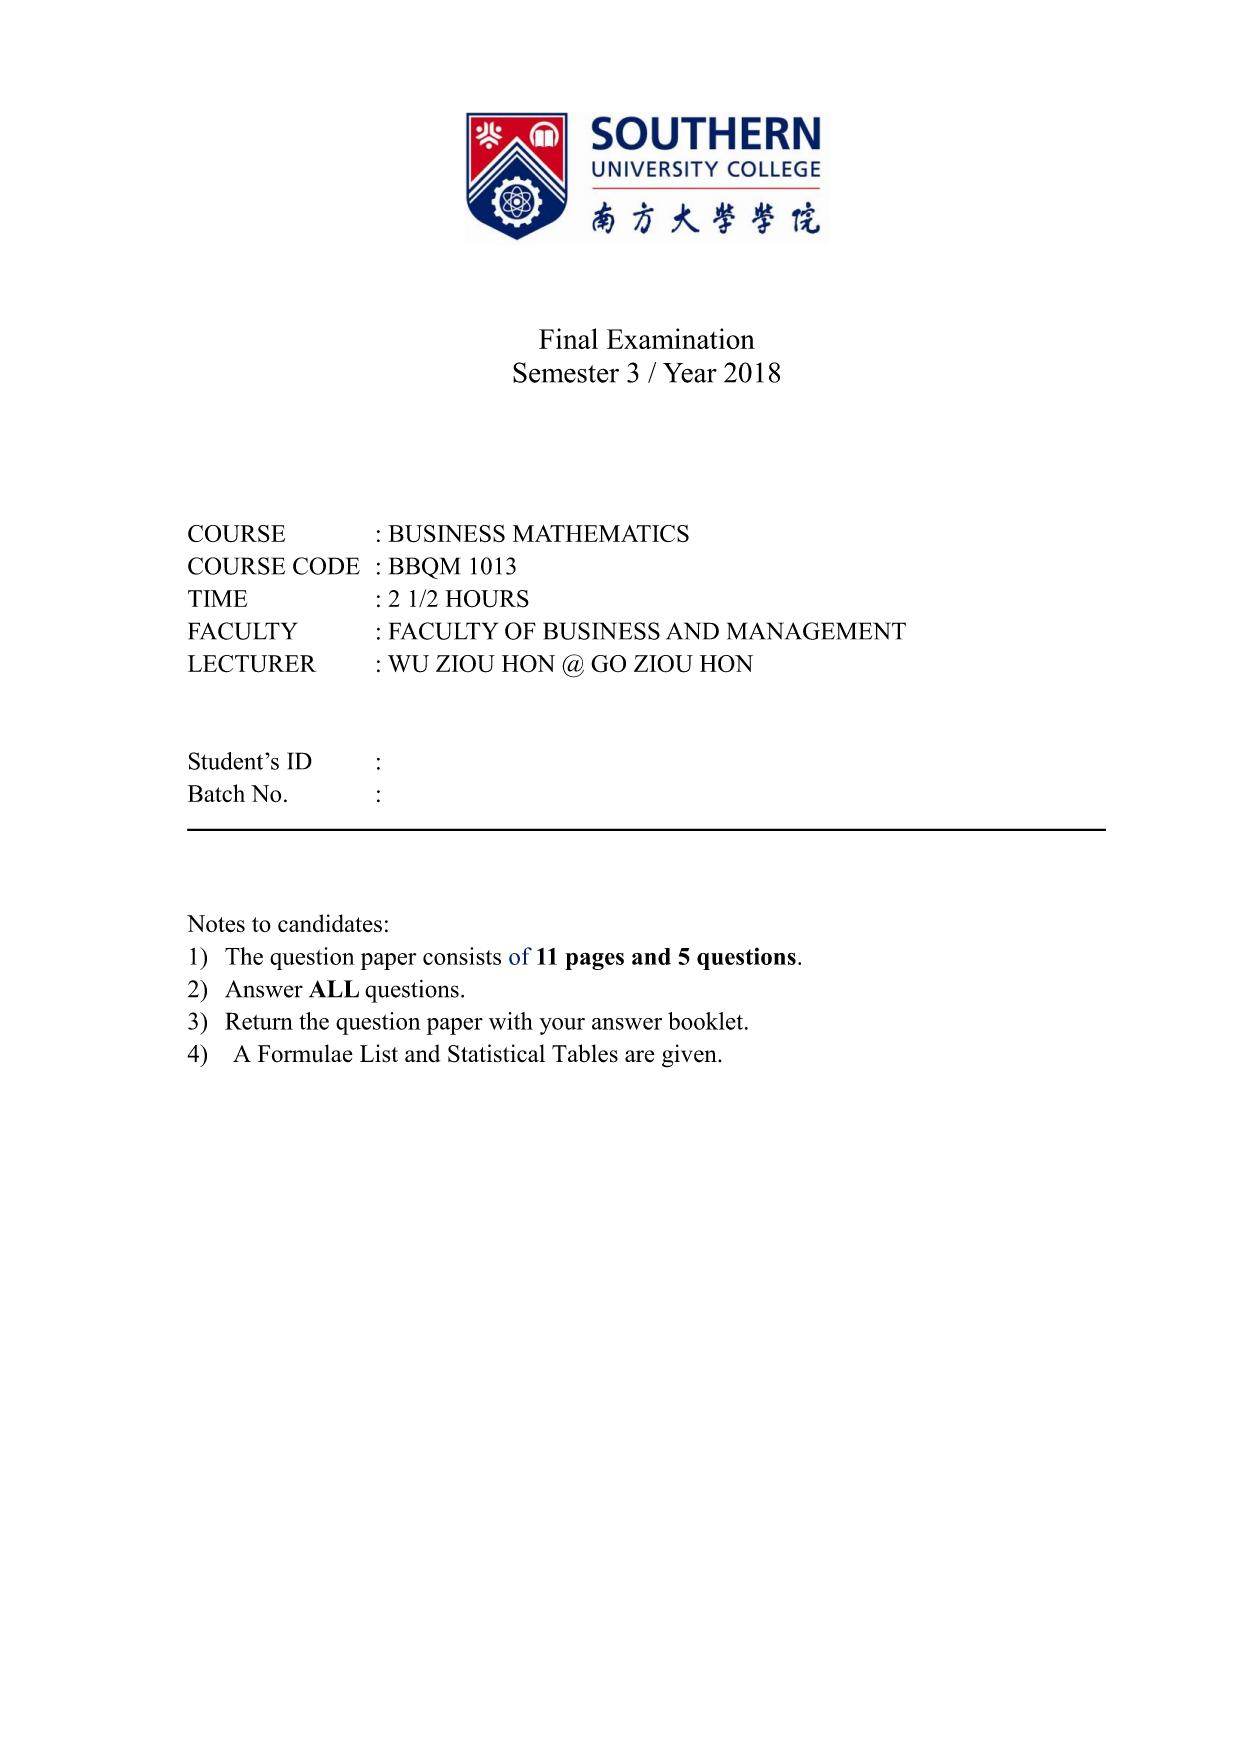 SOUTHERN
UNIVERSITY COLLEGE
南方大學學院
Final Examination
Semester 3 / Year 2018
COURSE : BUSINESS MATHEMATICS
COURSE CODE : BBQM 1013
TIME : 2 1/2 HOURS
FACULTY : FACULTY OF BUSINESS AND MANAGEMENT
LECTURER : WU ZIOU HON @ GO ZIOU HON
Student’s ID :
Batch No. :
Notes to candidates:
1) The question paper consists of 11 pages and 5 questions.
2) Answer ALL questions.
3) Return the question paper with your answer booklet.
4) A Formulae List and Statistical Tables are given.